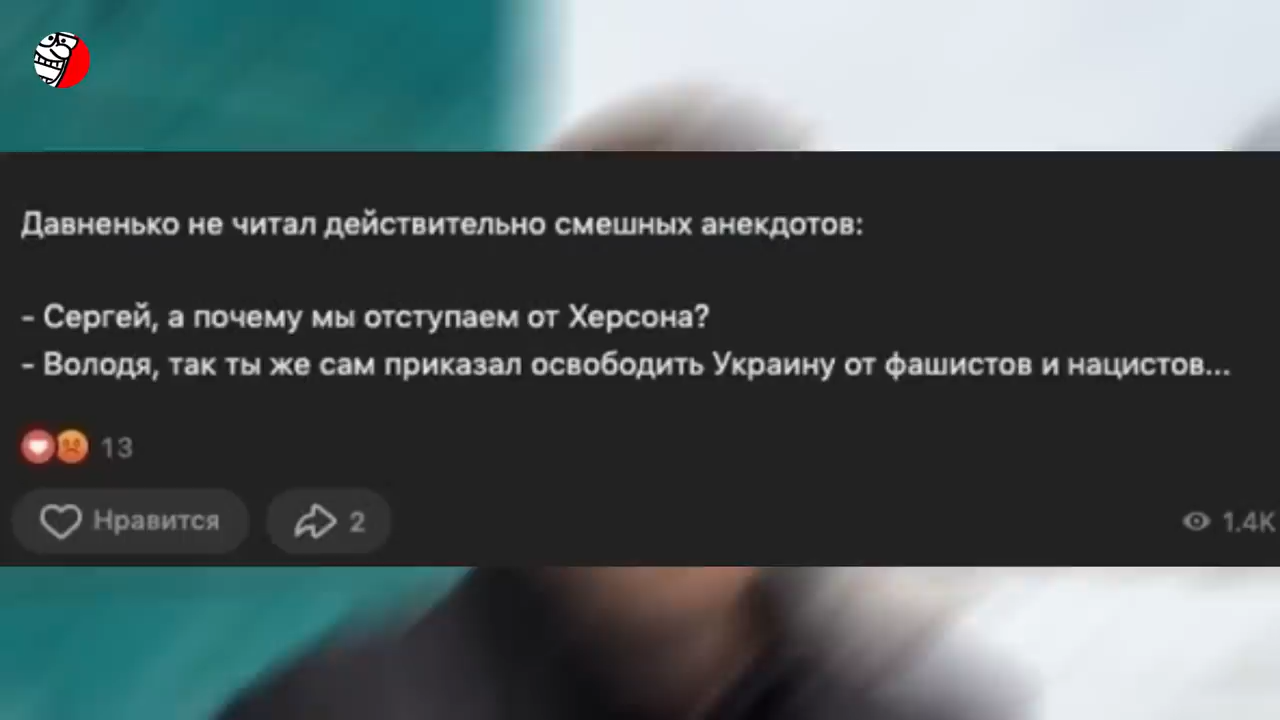 Давненько не читал действительно смешных анекдотов:
- Сергей, а почему мы отступаем от Херсона?
- Володя, так ты же сам приказал освободить Украину от фашистов и нацистов...
13
Нравится
2
1.4K